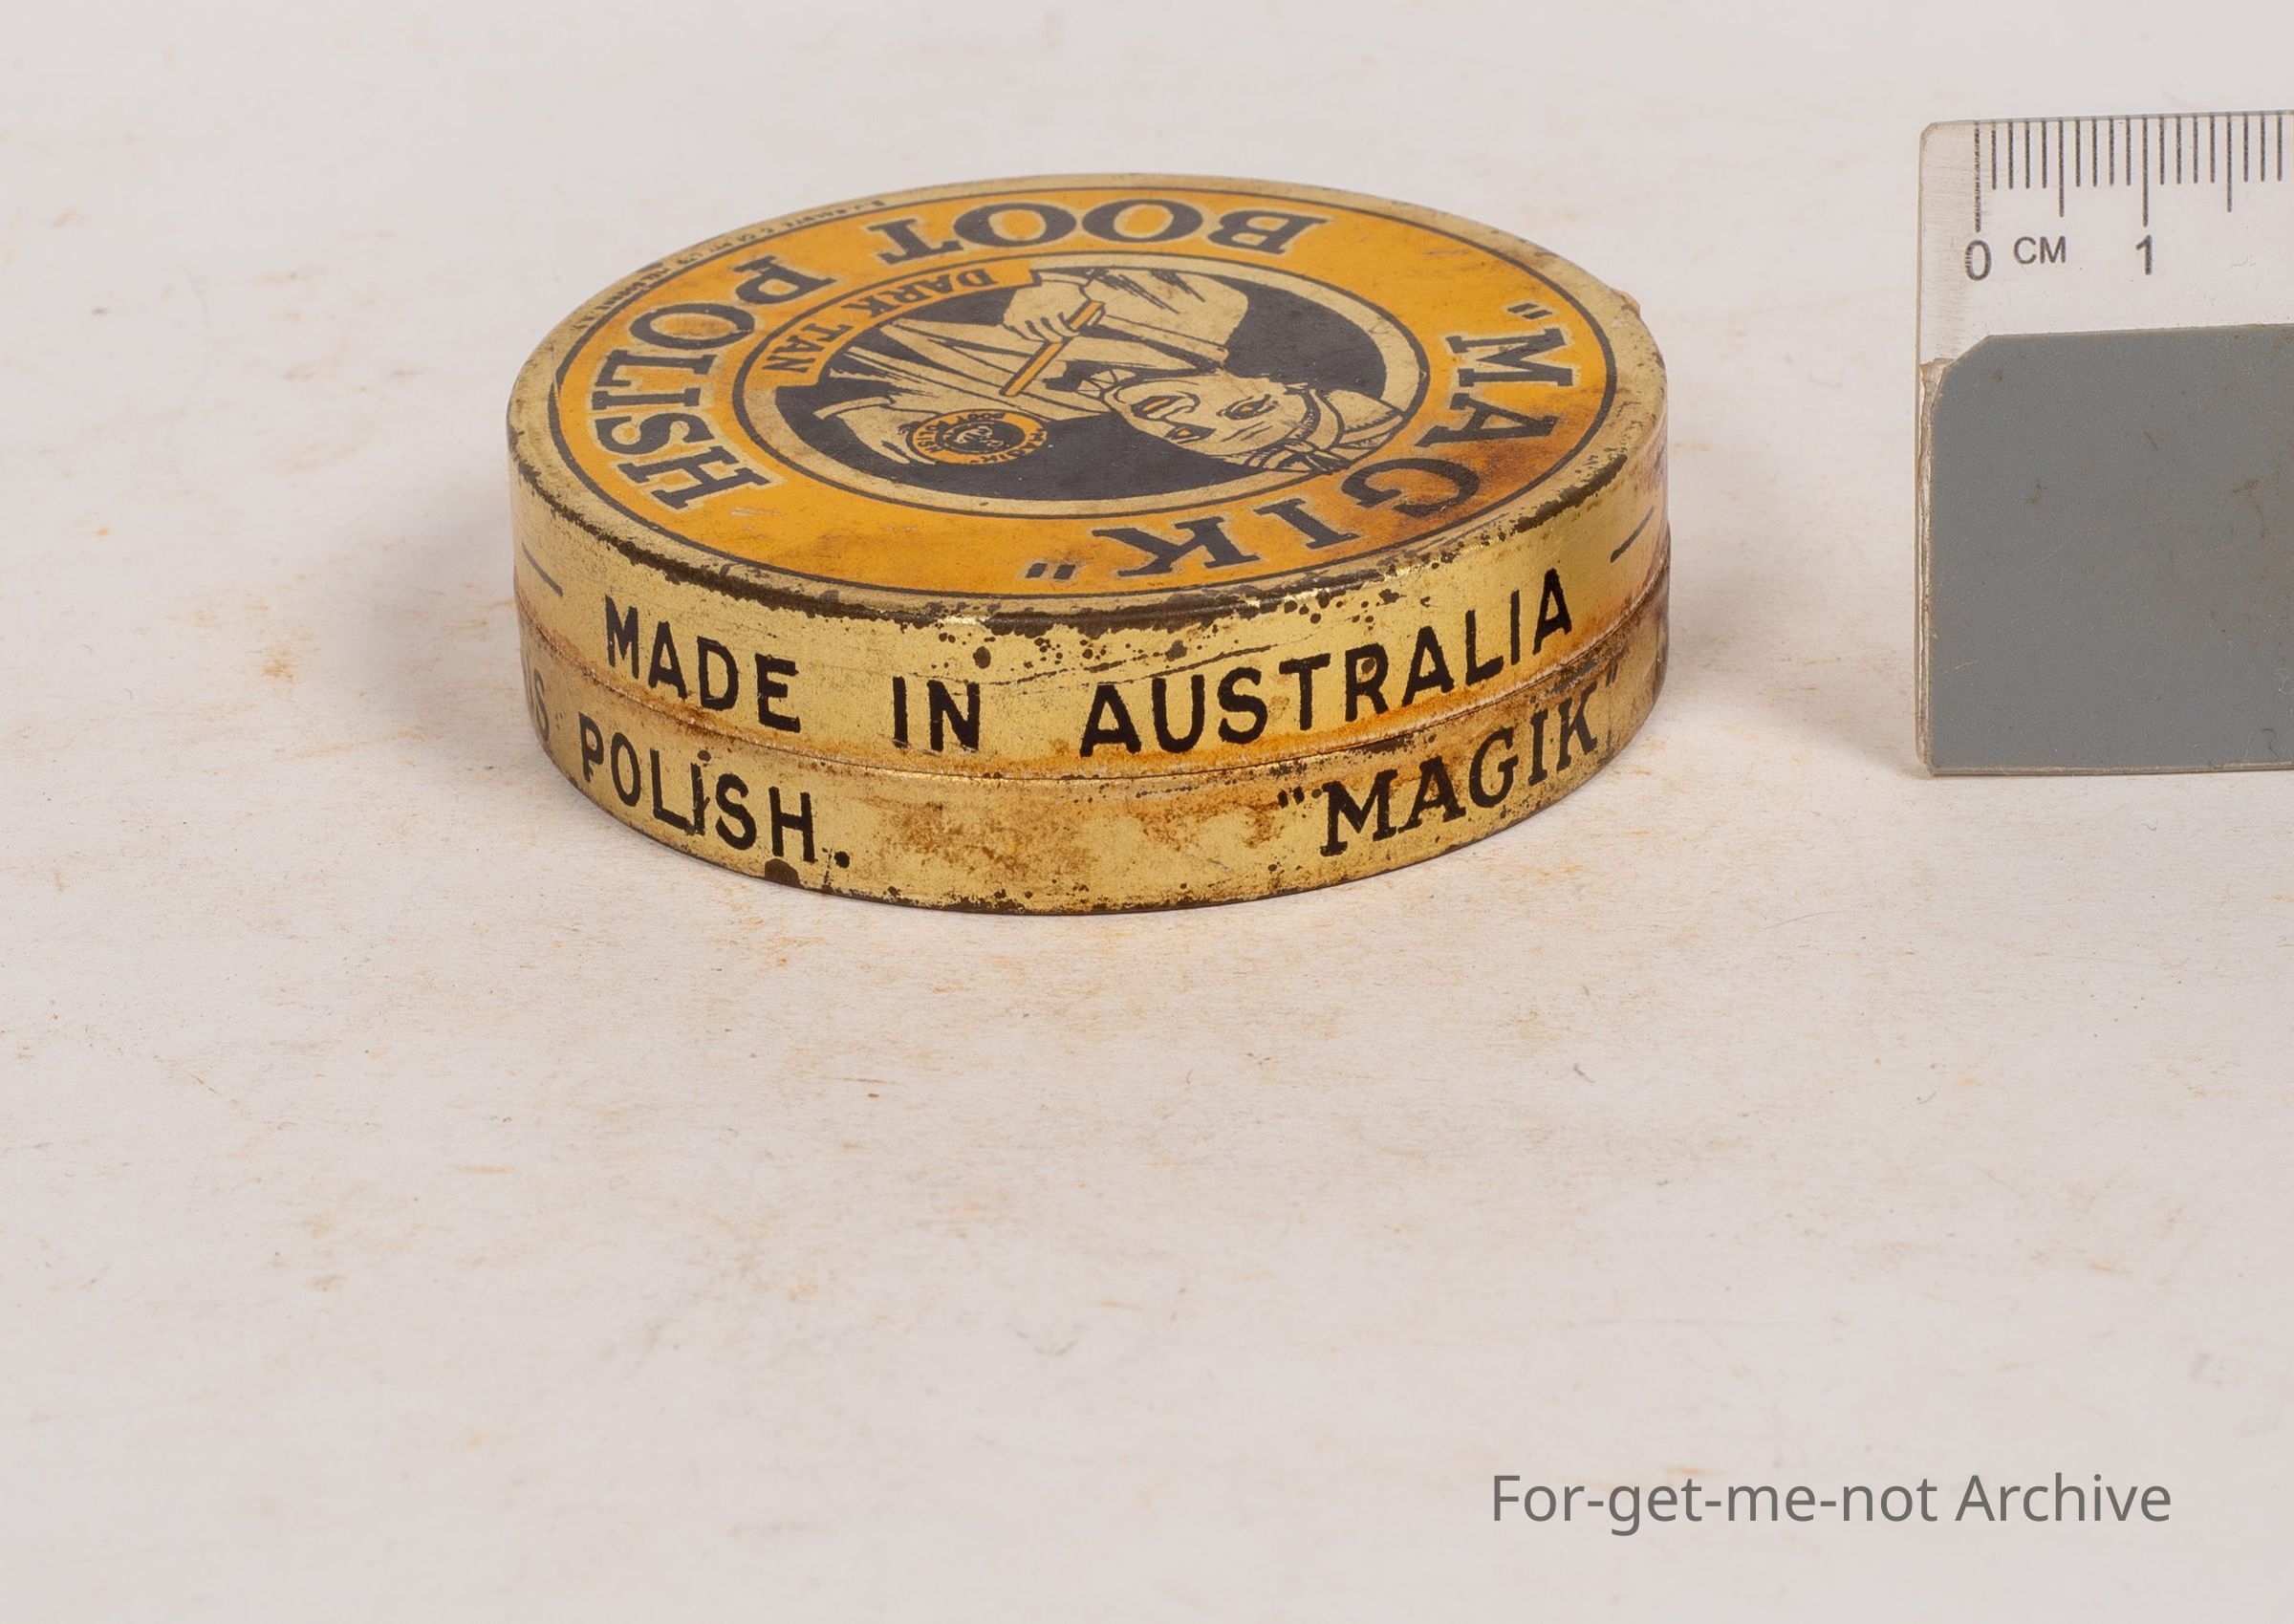 "MAGIK"
BOOT POLISH
DARK TAN
MADE IN AUSTRALIA
POLISH.
"MAGIK"
0 CM 1
For-get-me-not Archive